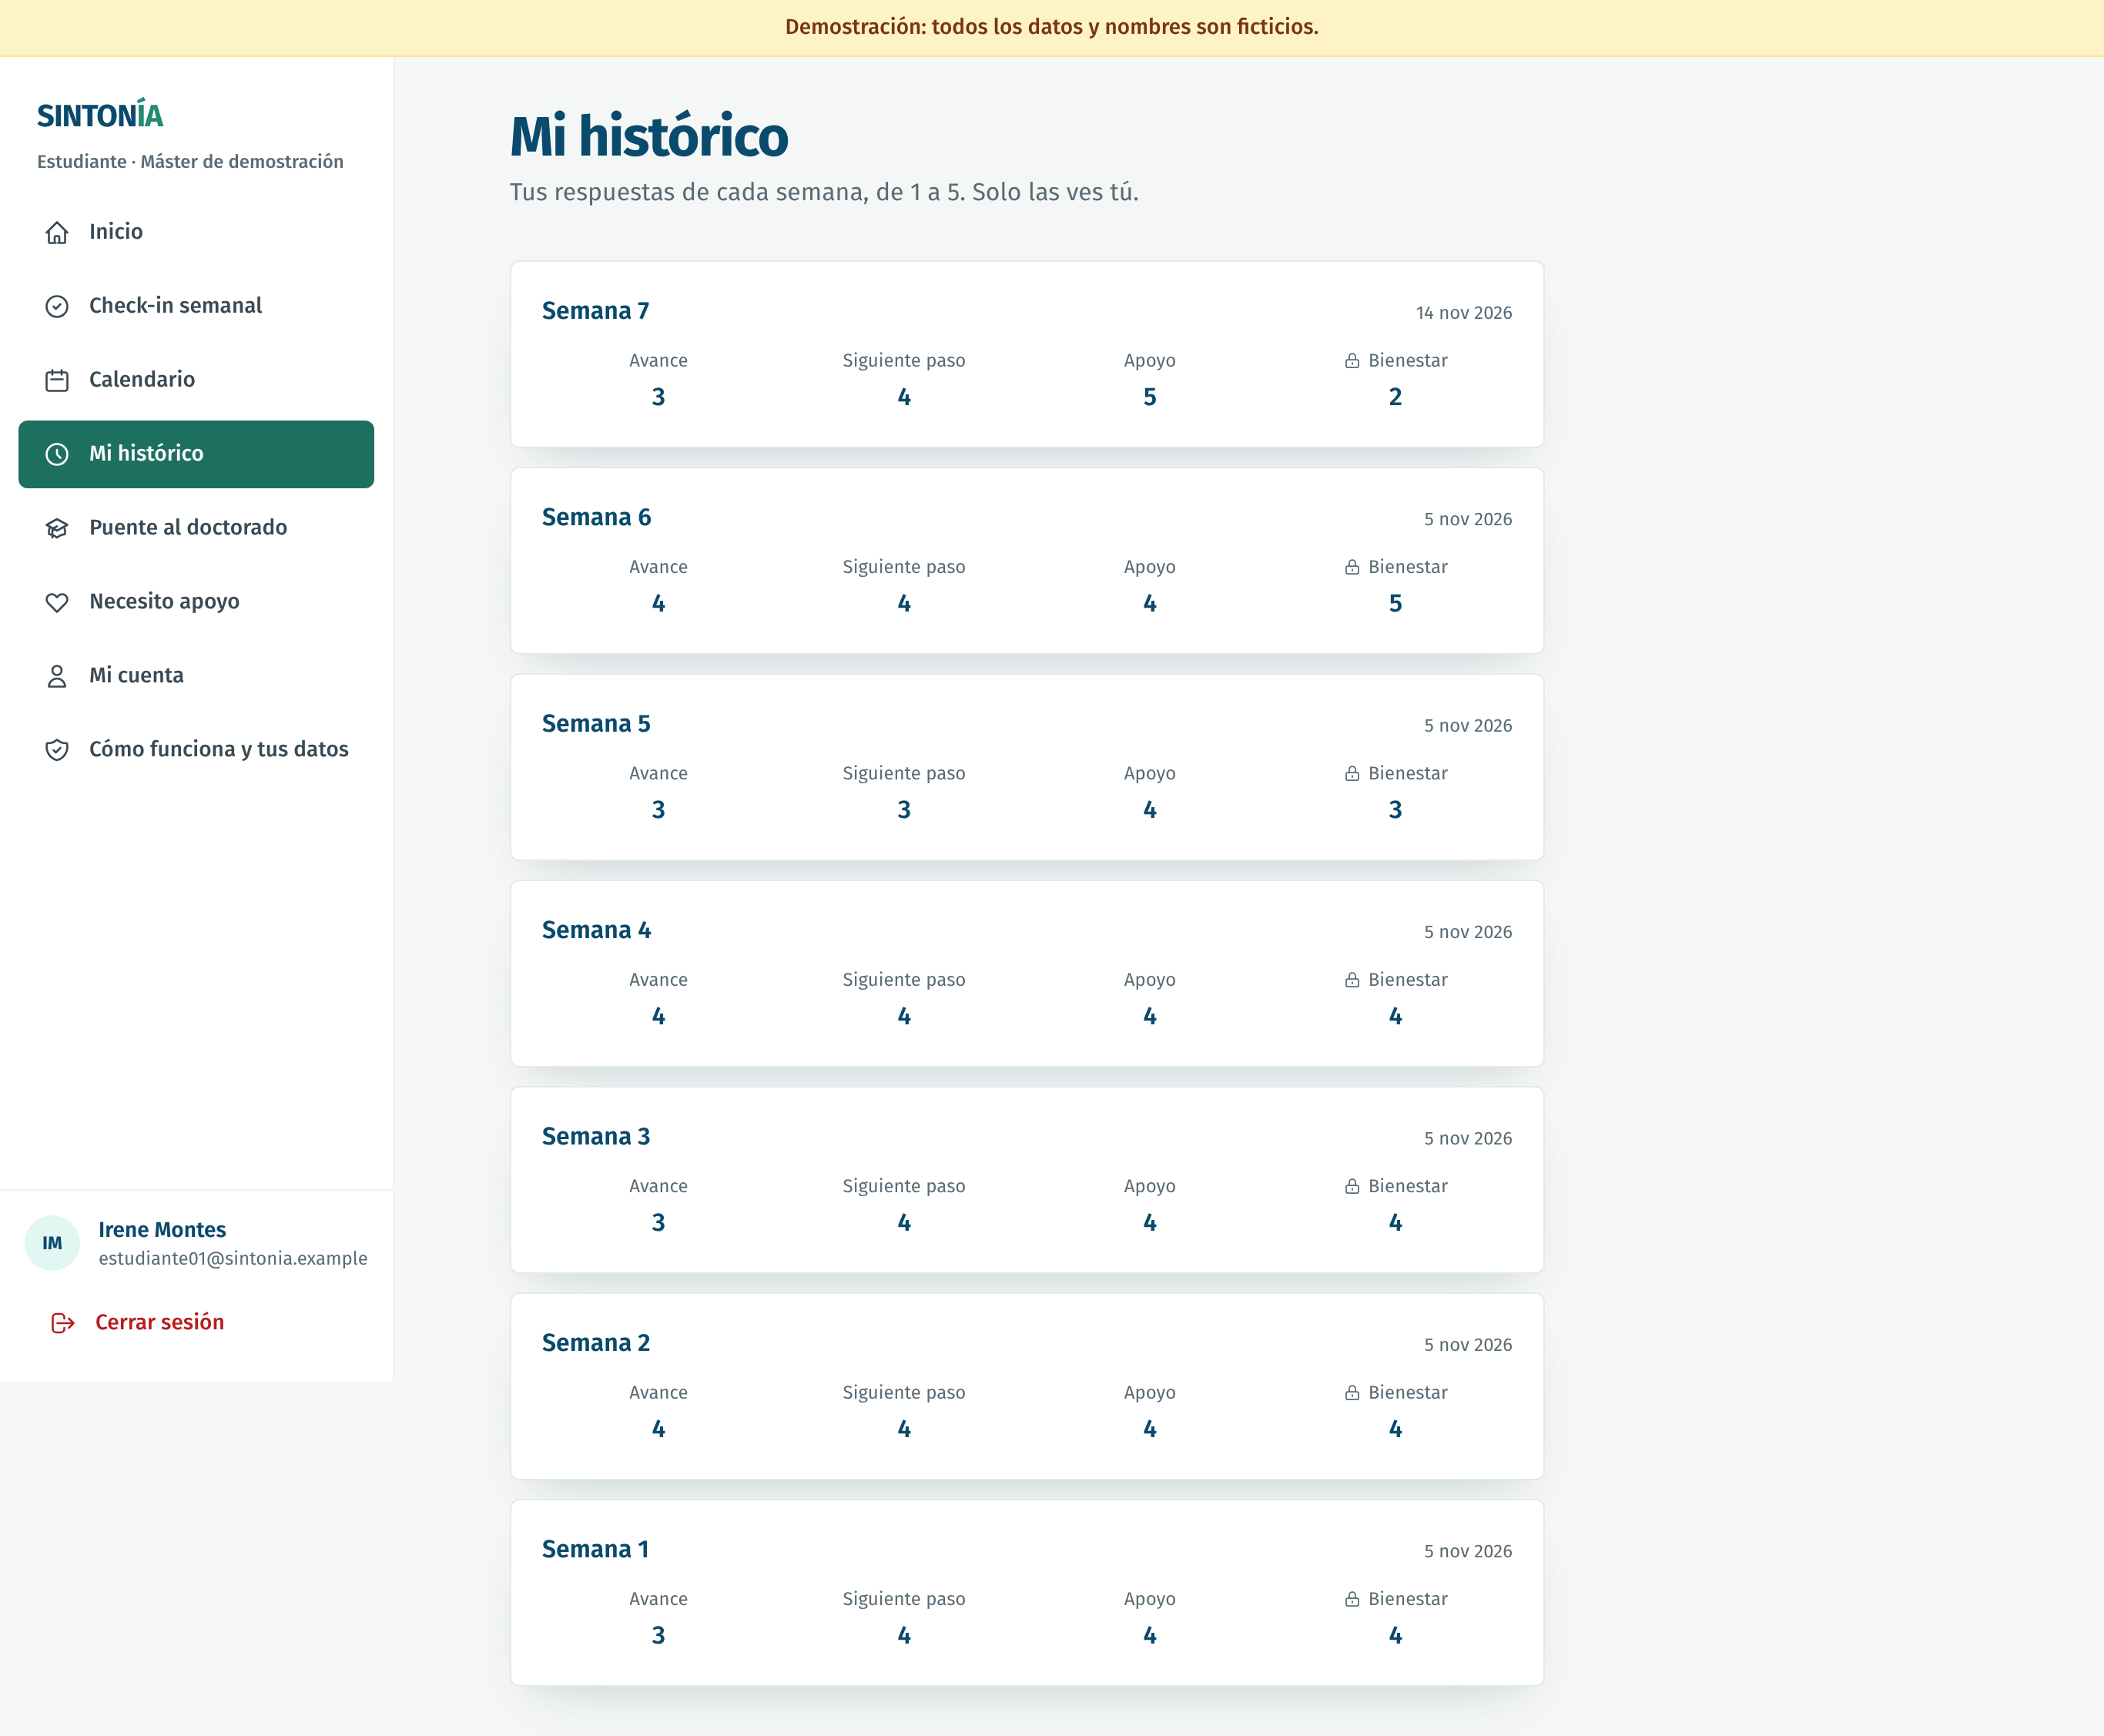 Demostración: todos los datos y nombres son ficticios.
SINTONÍA
Estudiante · Máster de demostración
Inicio
Check-in semanal
Calendario
Mi histórico
Puente al doctorado
Necesito apoyo
Mi cuenta
Cómo funciona y tus datos
IM
Irene Montes
estudiante01@sintonia.example
Cerrar sesión
Mi histórico
Tus respuestas de cada semana, de 1 a 5. Solo las ves tú.
Semana 7 14 nov 2026
Avance Siguiente paso Apoyo Bienestar
3 4 5 2
Semana 6 5 nov 2026
Avance Siguiente paso Apoyo Bienestar
4 4 4 5
Semana 5 5 nov 2026
Avance Siguiente paso Apoyo Bienestar
3 3 4 3
Semana 4 5 nov 2026
Avance Siguiente paso Apoyo Bienestar
4 4 4 4
Semana 3 5 nov 2026
Avance Siguiente paso Apoyo Bienestar
3 4 4 4
Semana 2 5 nov 2026
Avance Siguiente paso Apoyo Bienestar
4 4 4 4
Semana 1 5 nov 2026
Avance Siguiente paso Apoyo Bienestar
3 4 4 4